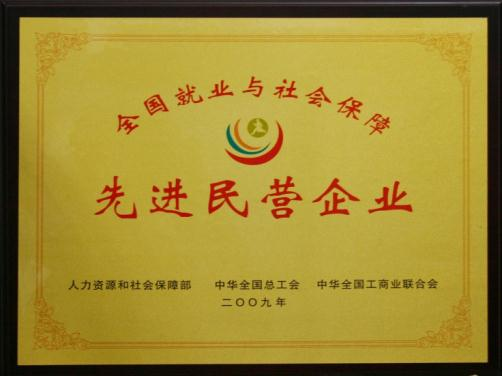 全国就业与社会保障
先进民营企业
人力资源和社会保障部 中华全国总工会 中华全国工商业联合会
二〇〇九年